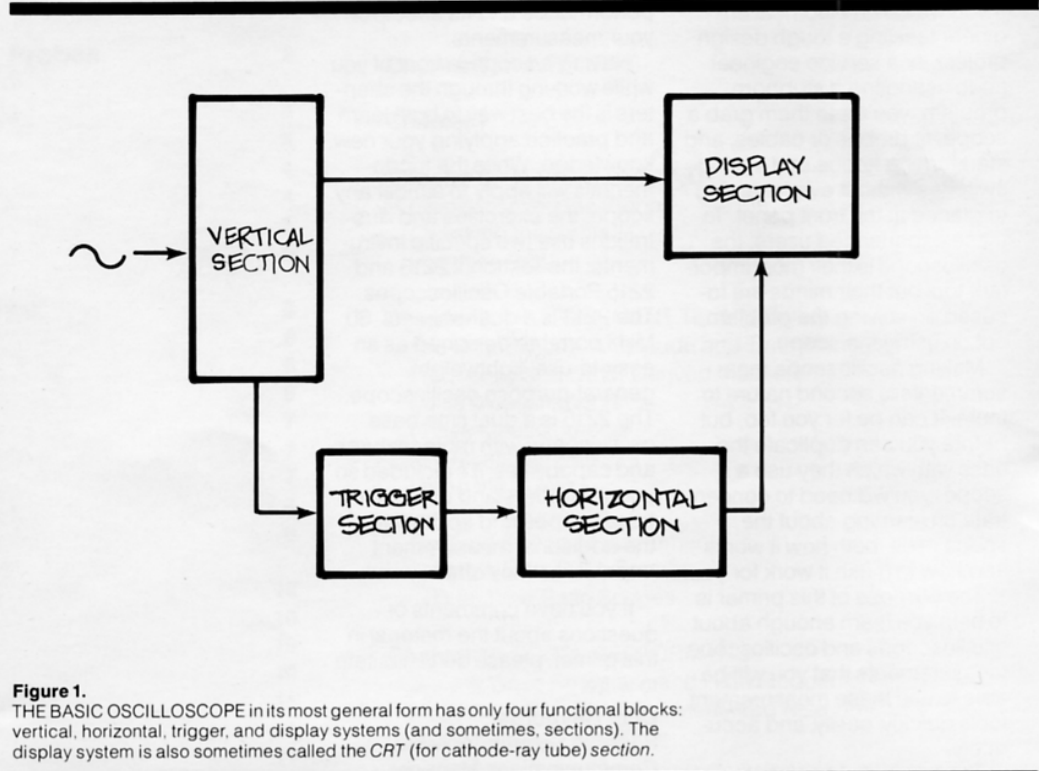 VERTICAL
SECTION
DISPLAY
SECTION
TRIGGER
SECTION
HORIZONTAL
SECTION
Figure 1.
THE BASIC OSCILLOSCOPE in its most general form has only four functional blocks:
vertical, horizontal, trigger, and display systems (and sometimes, sections). The
display system is also sometimes called the CRT (for cathode-ray tube) section.